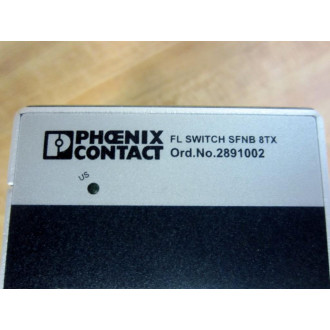 PHŒNIX CONTACT
FL SWITCH SFNB 8TX
Ord.No.2891002
US